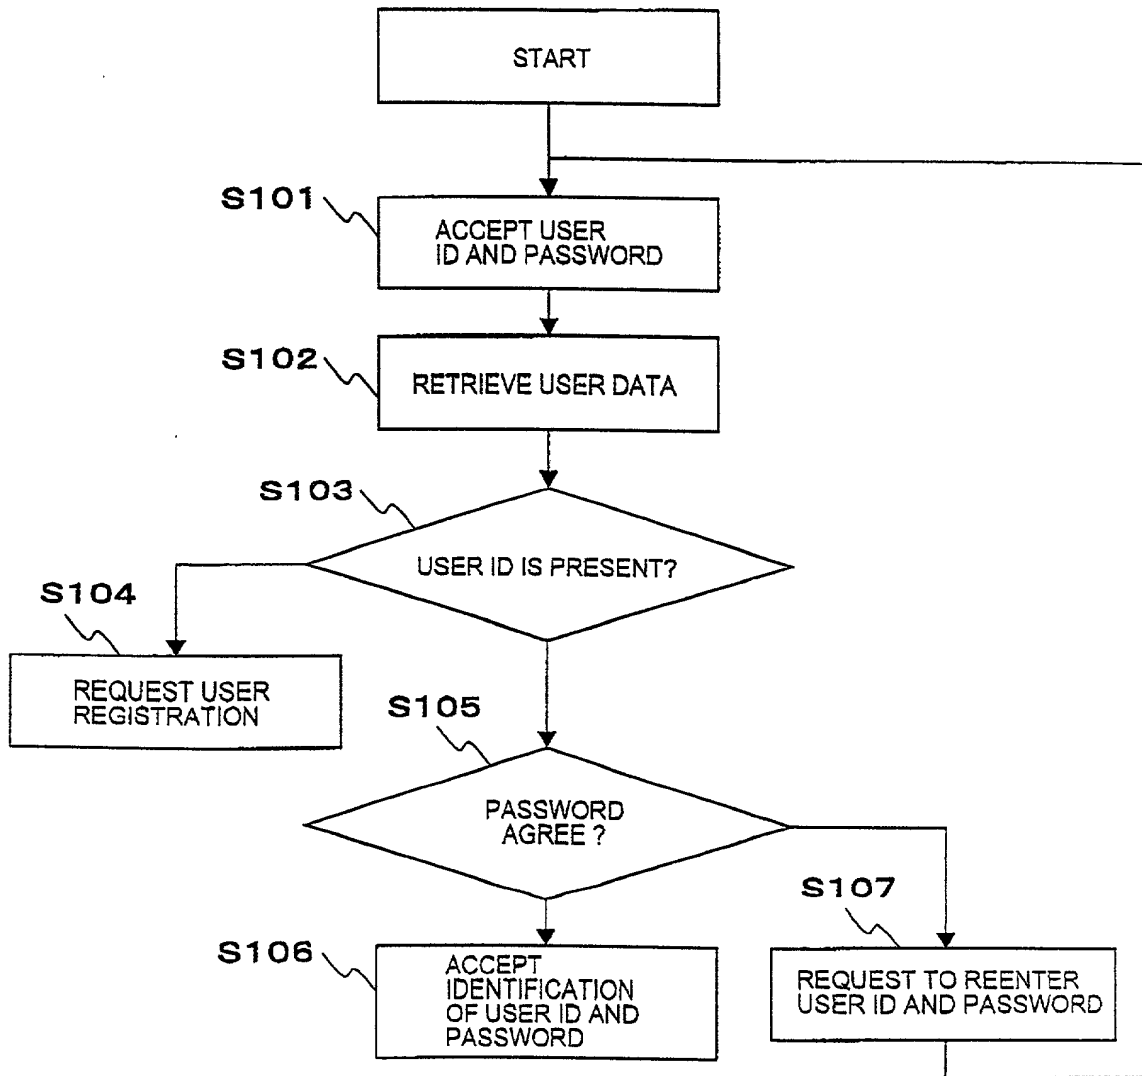 START
S101
ACCEPT USER
ID AND PASSWORD
S102
RETRIEVE USER DATA
S103
USER ID IS PRESENT?
S104
REQUEST USER
REGISTRATION
S105
PASSWORD
AGREE ?
S106
ACCEPT
IDENTIFICATION
OF USER ID AND
PASSWORD
S107
REQUEST TO REENTER
USER ID AND PASSWORD